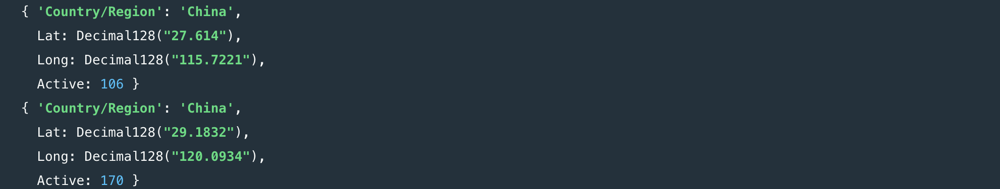 { 'Country/Region': 'China',
  Lat: Decimal128("27.614"),
  Long: Decimal128("115.7221"),
  Active: 106 }
{ 'Country/Region': 'China',
  Lat: Decimal128("29.1832"),
  Long: Decimal128("120.0934"),
  Active: 170 }